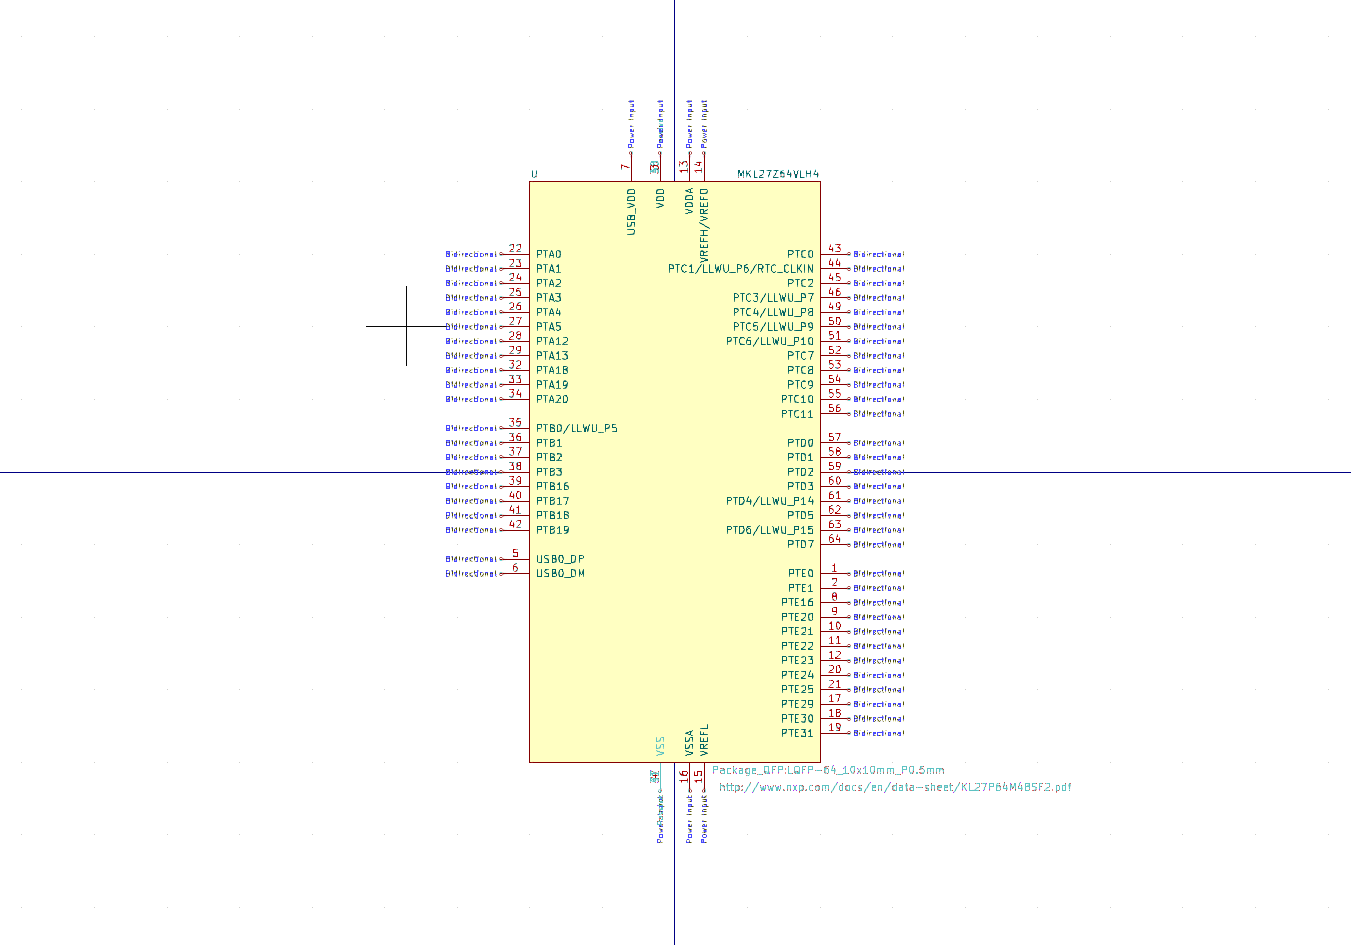 Power Input Power Input Power Input Power Input
7 13 14
U MKL27Z64VLH4
USB_VDD VDD VDDA VREFH/VREFO
Bidirectional 22 PTA0 PTC0 43 Bidirectional
Bidirectional 23 PTA1 PTC1/LLWU_P6/RTC_CLKIN 44 Bidirectional
Bidirectional 24 PTA2 PTC2 45 Bidirectional
Bidirectional 25 PTA3 PTC3/LLWU_P7 46 Bidirectional
Bidirectional 26 PTA4 PTC4/LLWU_P8 49 Bidirectional
Bidirectional 27 PTA5 PTC5/LLWU_P9 50 Bidirectional
Bidirectional 28 PTA12 PTC6/LLWU_P10 51 Bidirectional
Bidirectional 29 PTA13 PTC7 52 Bidirectional
Bidirectional 32 PTA18 PTC8 53 Bidirectional
Bidirectional 33 PTA19 PTC9 54 Bidirectional
Bidirectional 34 PTA20 PTC10 55 Bidirectional
PTC11 56 Bidirectional
Bidirectional 35 PTB0/LLWU_P5
Bidirectional 36 PTB1 PTD0 57 Bidirectional
Bidirectional 37 PTB2 PTD1 58 Bidirectional
Bidirectional 38 PTB3 PTD2 59 Bidirectional
Bidirectional 39 PTB16 PTD3 60 Bidirectional
Bidirectional 40 PTB17 PTD4/LLWU_P14 61 Bidirectional
Bidirectional 41 PTB18 PTD5 62 Bidirectional
Bidirectional 42 PTB19 PTD6/LLWU_P15 63 Bidirectional
PTD7 64 Bidirectional
Bidirectional 5 USB0_DP
Bidirectional 6 USB0_DM PTE0 1 Bidirectional
PTE1 2 Bidirectional
PTE16 8 Bidirectional
PTE20 9 Bidirectional
PTE21 10 Bidirectional
PTE22 11 Bidirectional
PTE23 12 Bidirectional
PTE24 20 Bidirectional
PTE25 21 Bidirectional
PTE29 17 Bidirectional
PTE30 18 Bidirectional
PTE31 19 Bidirectional
VSS VSSA VREFL
16 15
Package_QFP:LQFP-64_10x10mm_P0.5mm
http://www.nxp.com/docs/en/data-sheet/KL27P64M48SF2.pdf
Power Input Power Input